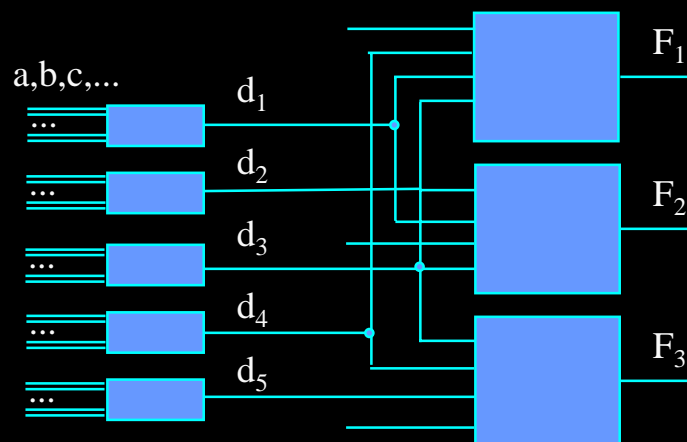 a,b,c,...
...
...
...
...
...
d₁
d₂
d₃
d₄
d₅
F₁
F₂
F₃